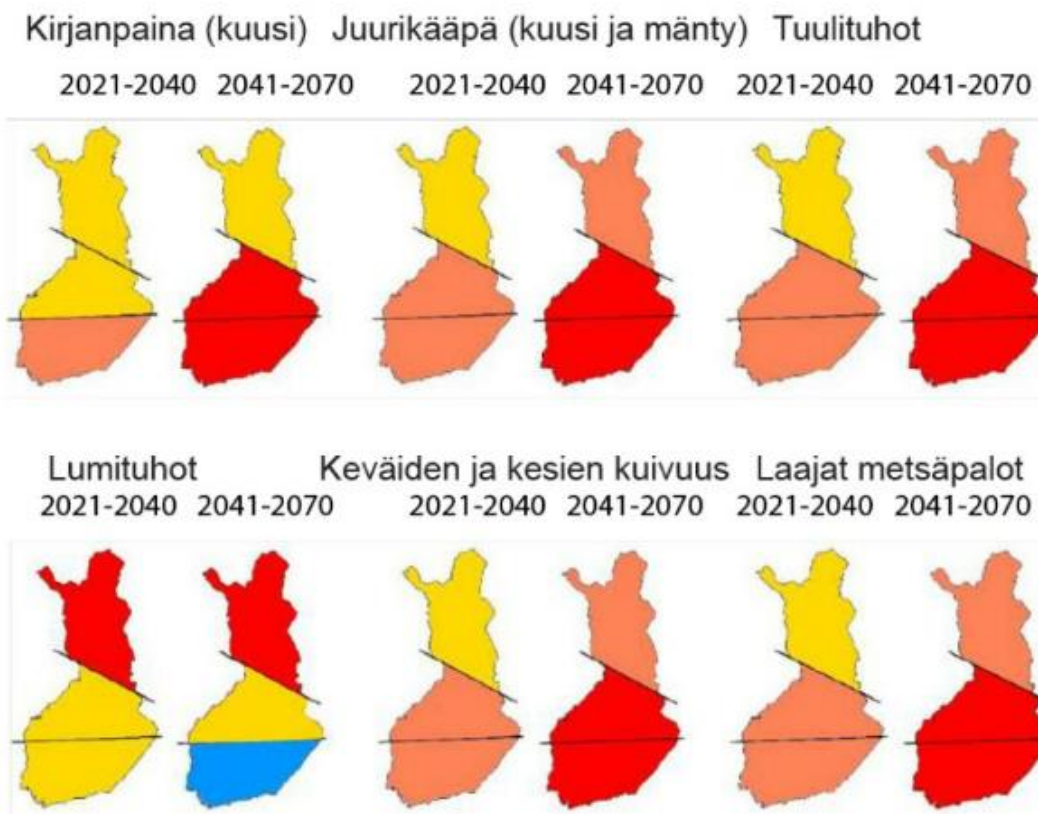 Kirjanpaina (kuusi) Juurikääpä (kuusi ja mänty) Tuulituhot
2021-2040 2041-2070 2021-2040 2041-2070 2021-2040 2041-2070
Lumituhot Keväiden ja kesien kuivuus Laajat metsäpalot
2021-2040 2041-2070 2021-2040 2041-2070 2021-2040 2041-2070